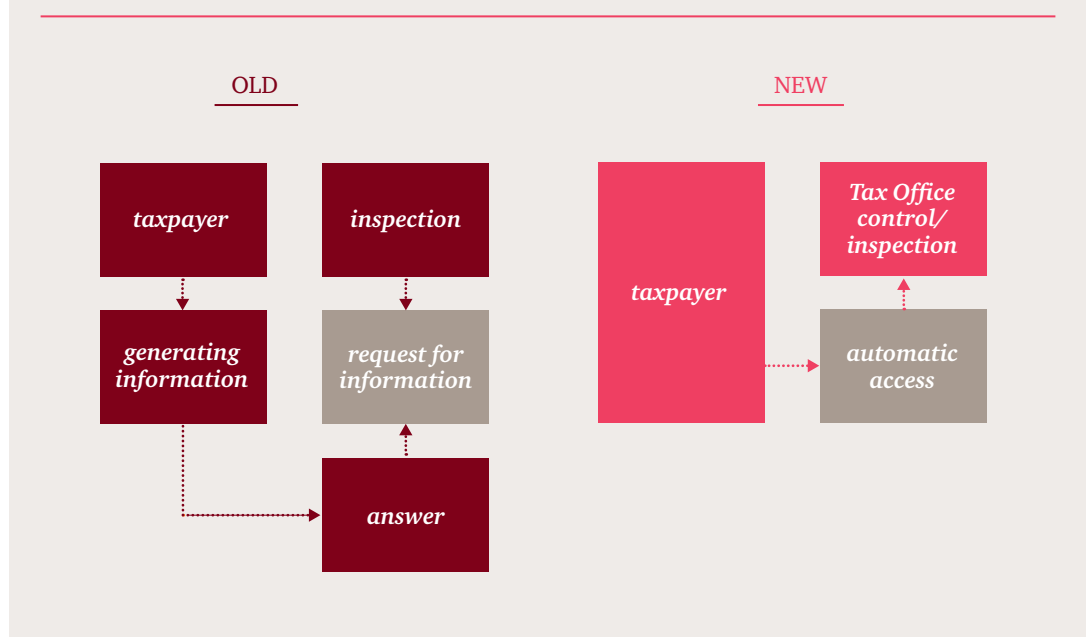 OLD
NEW
taxpayer
inspection
generating
information
request for
information
answer
taxpayer
Tax Office
control/
inspection
automatic
access